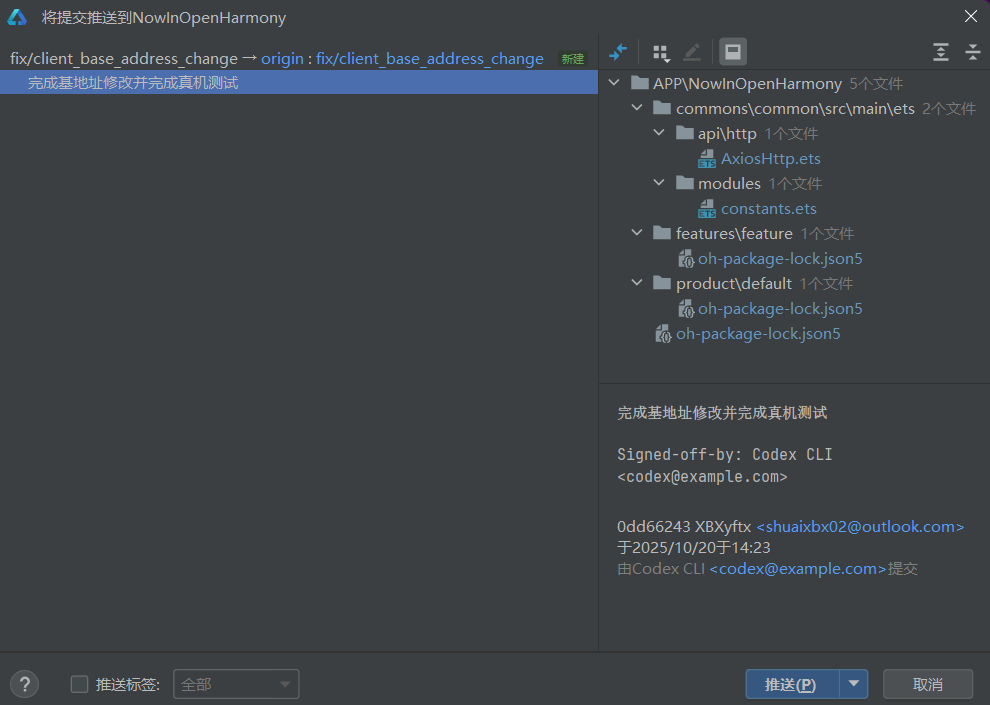 将提交推送到NowInOpenHarmony
fix/client_base_address_change → origin : fix/client_base_address_change 新建
完成基地址修改并完成真机测试
APP\NowInOpenHarmony 5个文件
commons\common\src\main\ets 2个文件
api\http 1个文件
AxiosHttp.ets
modules 1个文件
constants.ets
features\feature 1个文件
oh-package-lock.json5
product\default 1个文件
oh-package-lock.json5
oh-package-lock.json5
完成基地址修改并完成真机测试
Signed-off-by: Codex CLI
<codex@example.com>
0dd66243 XBXyftx <shuaixbx02@outlook.com>
于2025/10/20于14:23
由Codex CLI <codex@example.com>提交
? 推送标签: 全部 推送(P) 取消